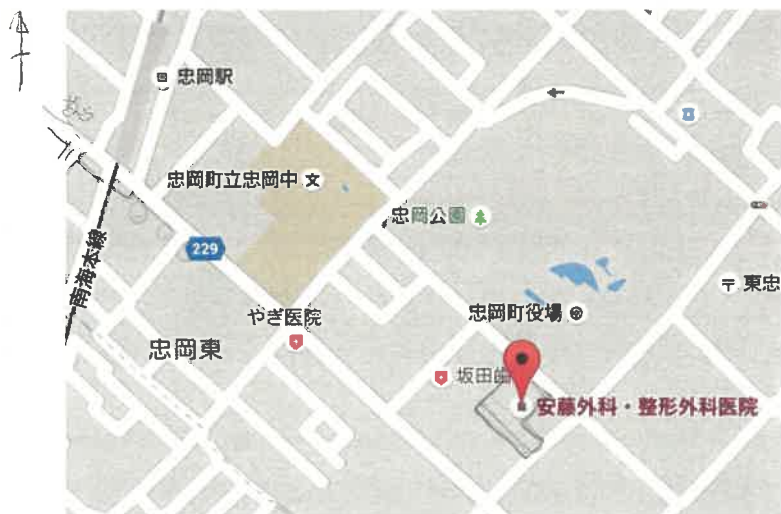 忠岡駅
忠岡町立忠岡中
忠岡公園
229
南海本線
東忠
忠岡町役場
やぎ医院
忠岡東
坂田歯
安藤外科・整形外科医院